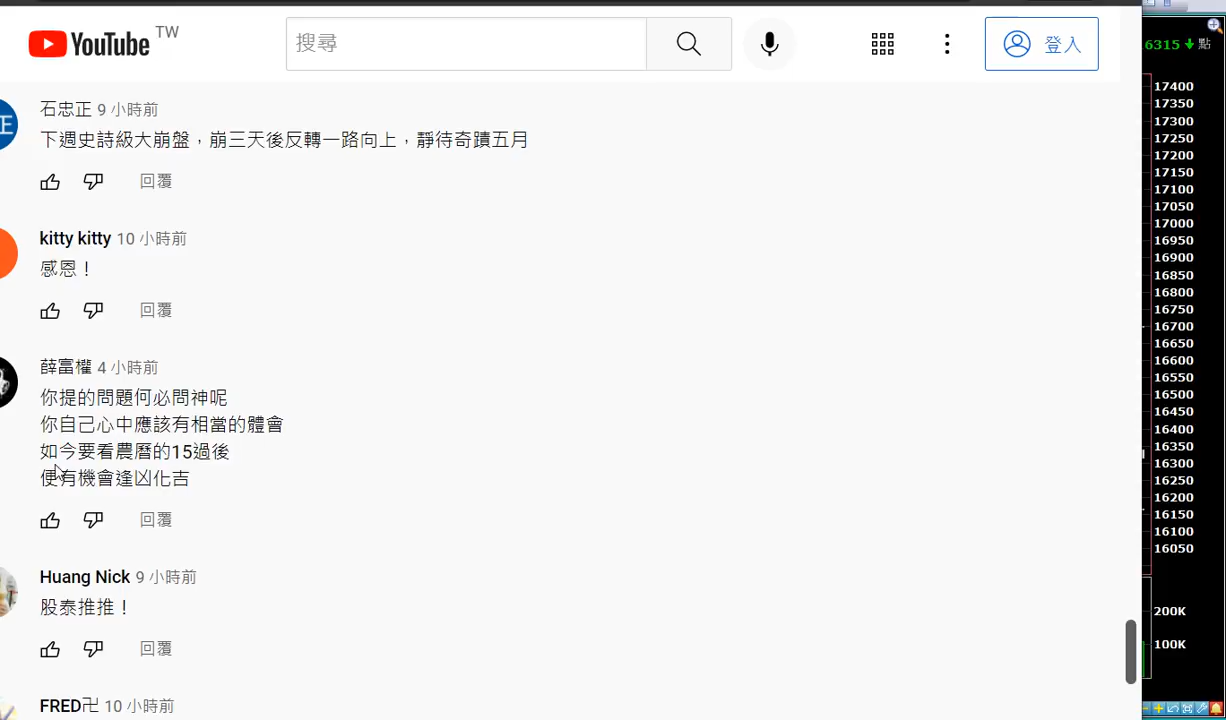 YouTube TW
搜尋
登入
6315 點
石忠正 9 小時前
下週史詩級大崩盤，崩三天後反轉一路向上，靜待奇蹟五月
回覆
kitty kitty 10 小時前
感恩！
回覆
薛富權 4 小時前
你提的問題何必問神呢
你自己心中應該有相當的體會
如今要看農曆的15過後
便有機會逢凶化吉
回覆
Huang Nick 9 小時前
股泰推推！
回覆
FRED卍 10 小時前
正
17400
17350
17300
17250
17200
17150
17100
17050
17000
16950
16900
16850
16800
16750
16700
16650
16600
16550
16500
16450
16400
16350
16300
16250
16200
16150
16100
16050
200K
100K